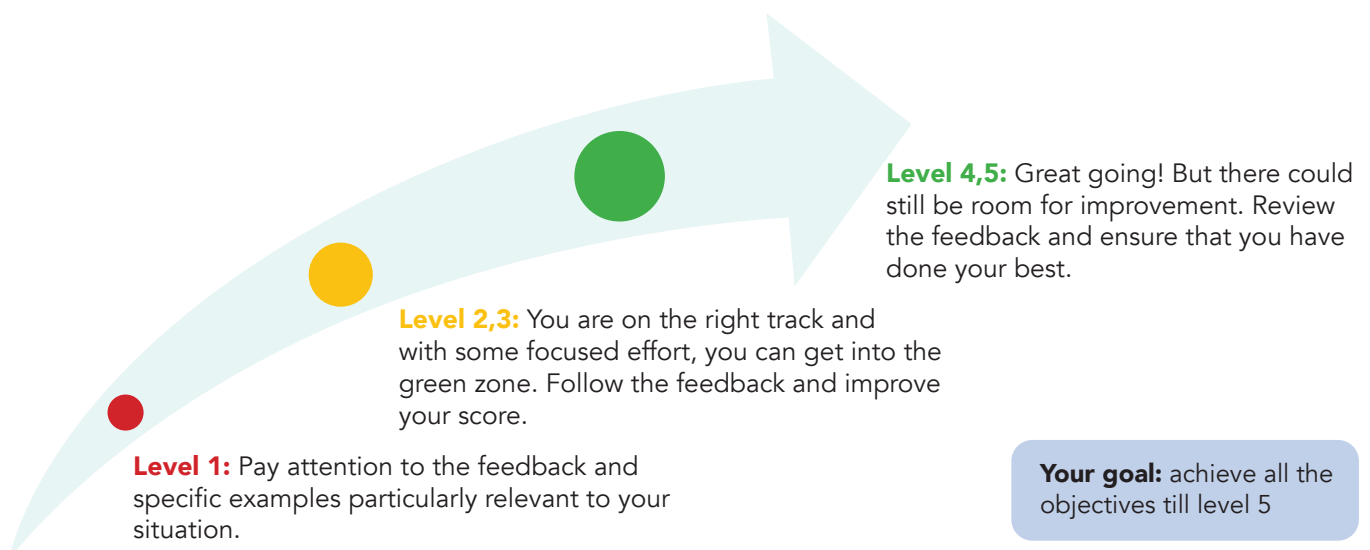 Level 4,5: Great going! But there could
still be room for improvement. Review
the feedback and ensure that you have
done your best.
Level 2,3: You are on the right track and
with some focused effort, you can get into the
green zone. Follow the feedback and improve
your score.
Level 1: Pay attention to the feedback and
specific examples particularly relevant to your
situation.
Your goal: achieve all the
objectives till level 5